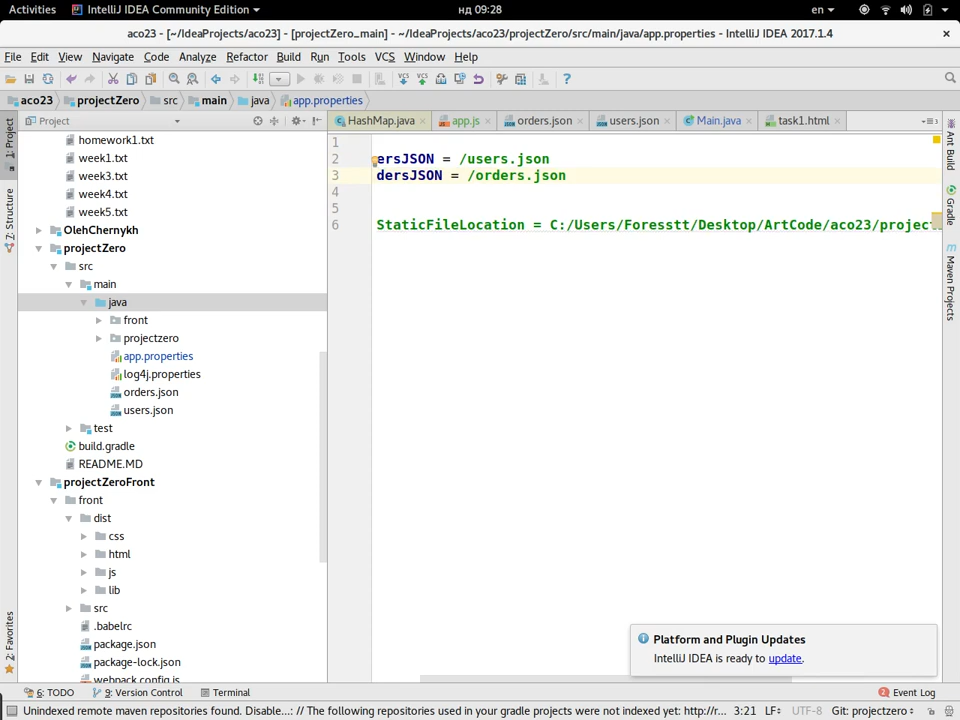 Activities
IntelliJ IDEA Community Edition
нд 09:28
en
aco23 - [~/IdeaProjects/aco23] - [projectZero_main] - ~/IdeaProjects/aco23/projectZero/src/main/java/app.properties - IntelliJ IDEA 2017.1.4
File Edit View Navigate Code Analyze Refactor Build Run Tools VCS Window Help
aco23 projectZero src main java app.properties
Project
HashMap.java app.js orders.json users.json Main.java task1.html
1: Project
7: Structure
2: Favorites
homework1.txt
week1.txt
week3.txt
week4.txt
week5.txt
OlehChernykh
projectZero
src
main
java
front
projectzero
app.properties
log4j.properties
orders.json
users.json
test
build.gradle
README.MD
projectZeroFront
front
dist
css
html
js
lib
src
.babelrc
package.json
package-lock.json
webpack.config.js
1
2 ersJSON = /users.json
3 dersJSON = /orders.json
4
5
6 StaticFileLocation = C:/Users/Foresstt/Desktop/ArtCode/aco23/project
Ant Build
Gradle
Maven Projects
Platform and Plugin Updates
IntelliJ IDEA is ready to update.
6: TODO 9: Version Control Terminal 2 Event Log
Unindexed remote maven repositories found. Disable...: // The following repositories used in your gradle projects were not indexed yet: http://r... 3:21 LF UTF-8 Git: projectzero